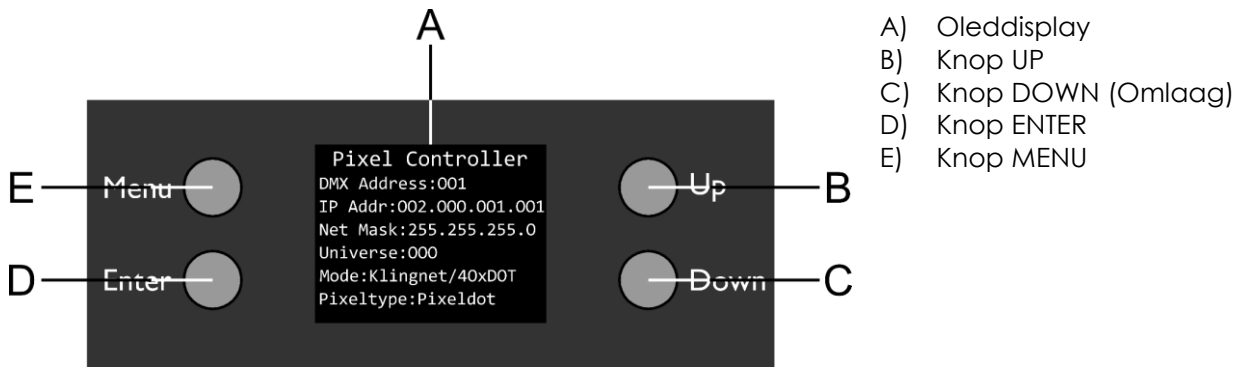 A
A) Oleddisplay
B) Knop UP
C) Knop DOWN (Omlaag)
D) Knop ENTER
E) Knop MENU
Pixel Controller
DMX Address:001
IP Addr:002.000.001.001
Net Mask:255.255.255.0
Universe:000
Mode:Klingnet/40xDOT
Pixeltype:Pixeldot
E
Menu
Up
B
D
Enter
Down
C